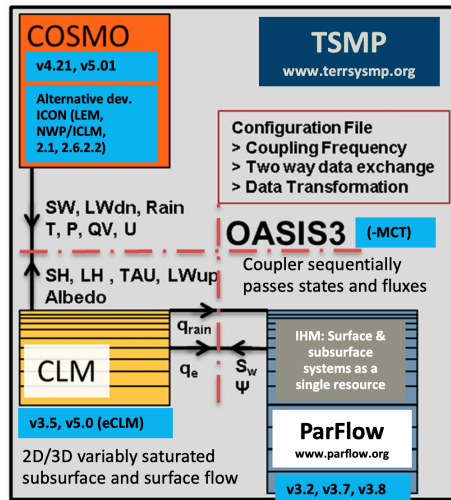 COSMO
v4.21, v5.01
Alternative dev.
ICON (LEM,
NWP/ICLM,
2.1, 2.6.2.2)
TSMP
www.terrsysmp.org
Configuration File
> Coupling Frequency
> Two way data exchange
> Data Transformation
SW, LWdn, Rain
T, P, QV, U
OASIS3
(-MCT)
SH, LH , TAU, LWup
Albedo
Coupler sequentially
passes states and fluxes
CLM
v3.5, v5.0 (eCLM)
q_rain
q_e
S_w
Ψ
IHM: Surface &
subsurface
systems as a
single resource
ParFlow
www.parflow.org
v3.2, v3.7, v3.8
2D/3D variably saturated
subsurface and surface flow